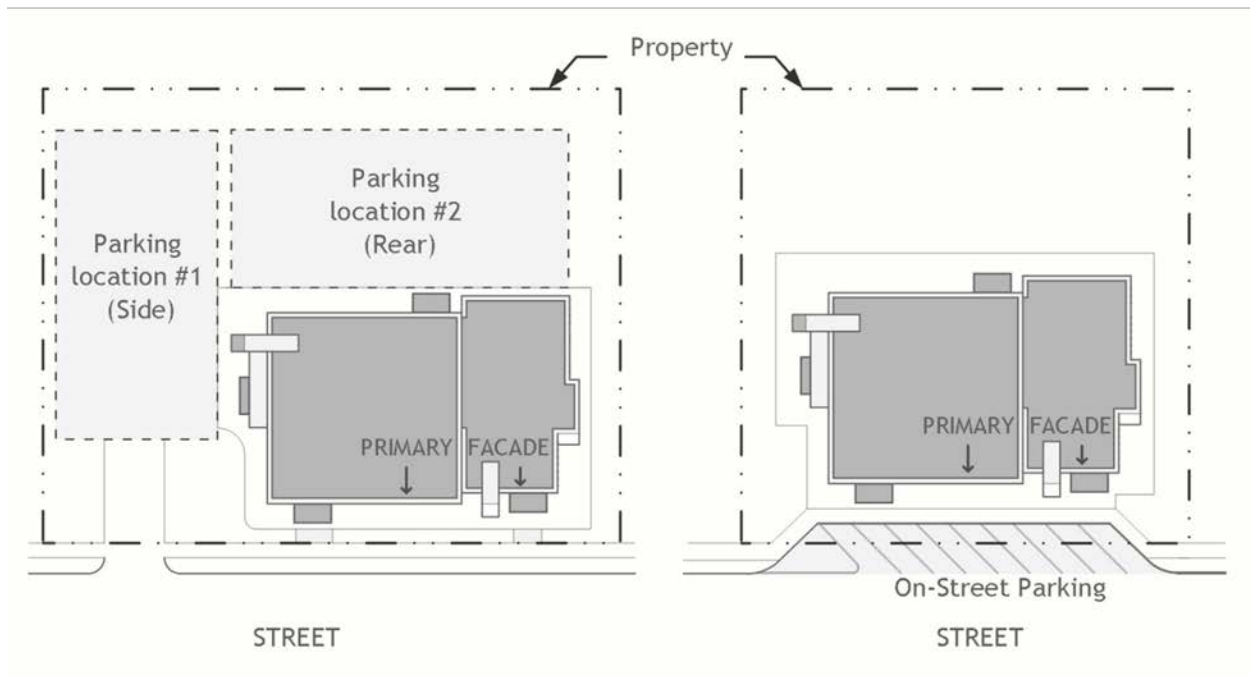 Property
Parking
location #2
(Rear)
Parking
location #1
(Side)
PRIMARY FACADE
PRIMARY FACADE
On-Street Parking
STREET
STREET